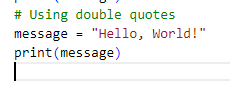 # Using double quotes
message = "Hello, World!"
print(message)